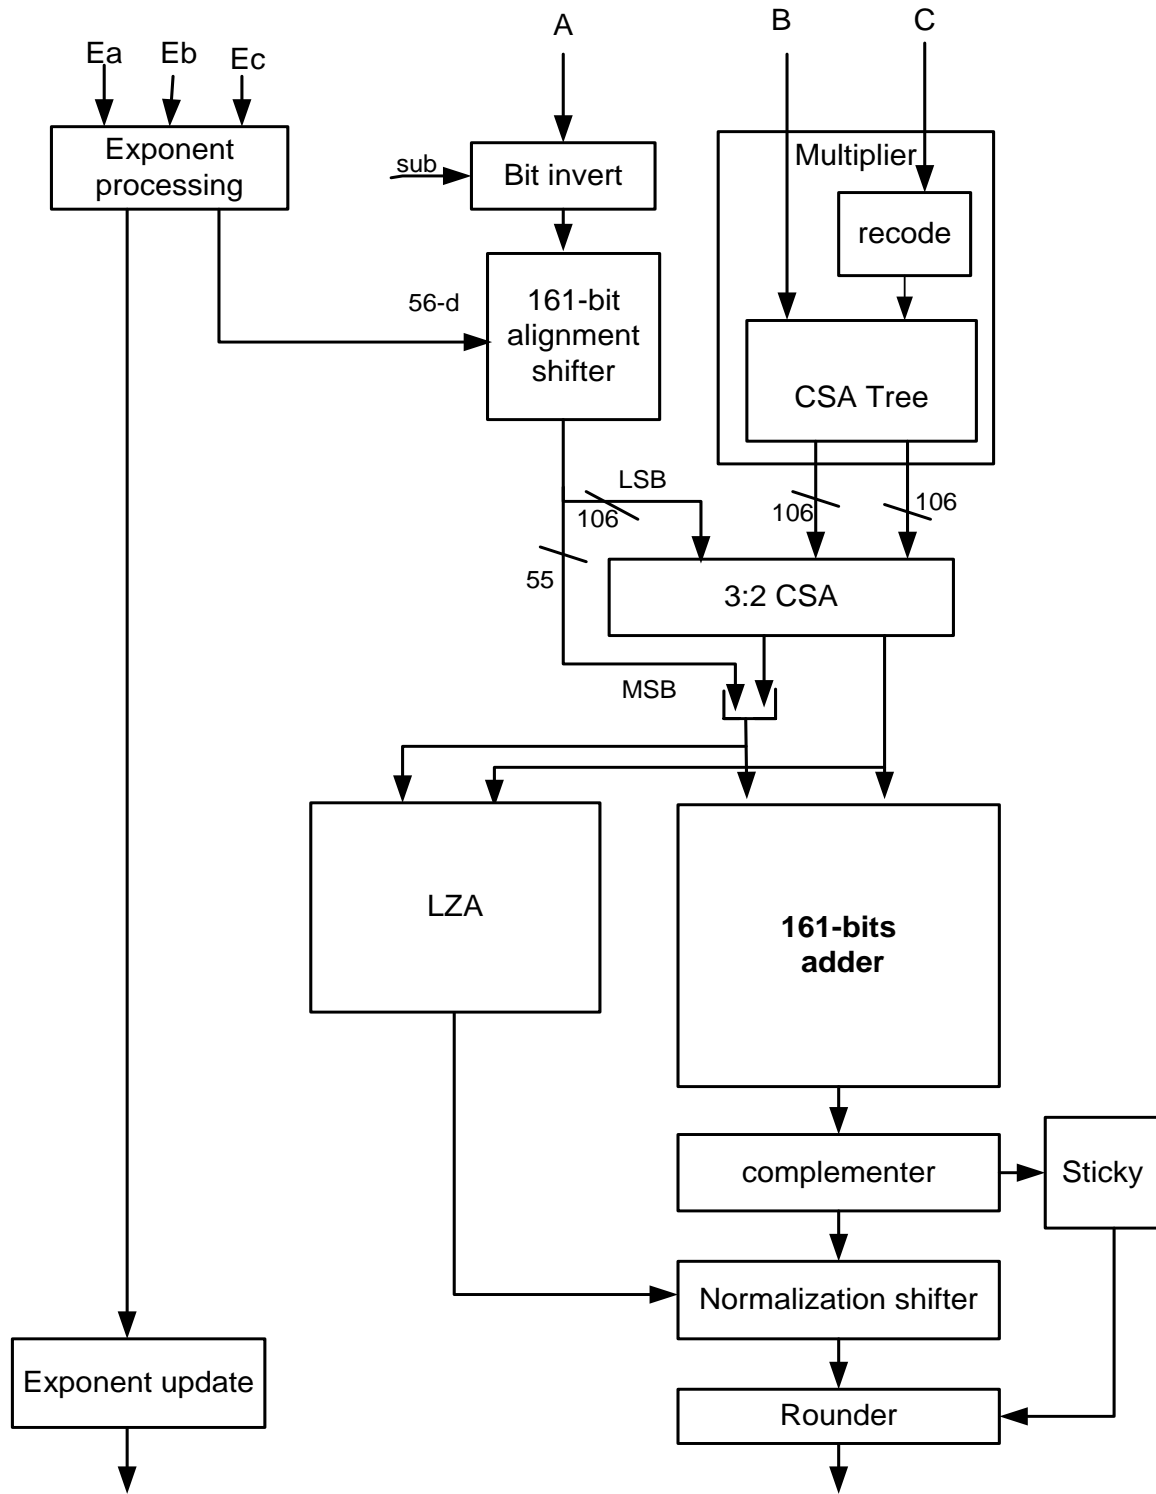 A
B
C
Ea
Eb
Ec
Exponent
processing
sub
Bit invert
Multiplier
recode
56-d
161-bit
alignment
shifter
CSA Tree
LSB
106
106
106
55
3:2 CSA
MSB
LZA
161-bits
adder
complementer
Sticky
Normalization shifter
Exponent update
Rounder